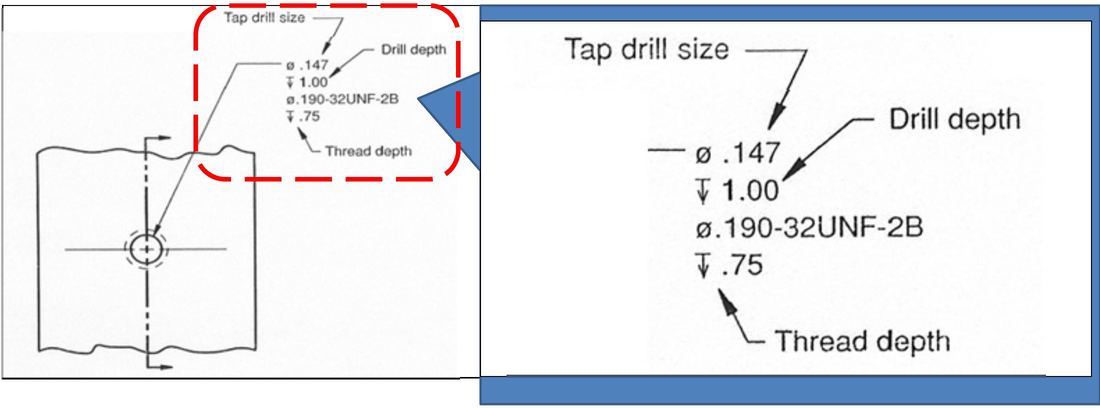 Tap drill size
Drill depth
ø .147
↧ 1.00
ø.190-32UNF-2B
↧ .75
Thread depth
Tap drill size
Drill depth
ø .147
↧ 1.00
ø.190-32UNF-2B
↧ .75
Thread depth